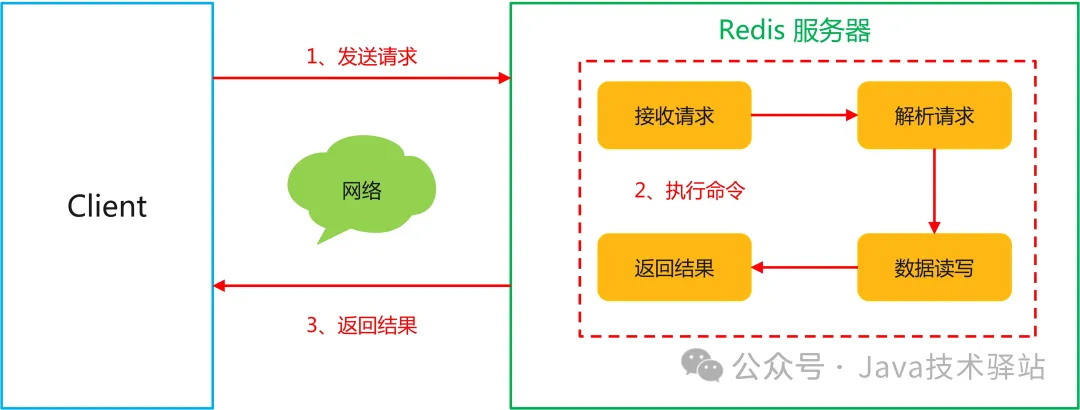 Redis 服务器
1、发送请求
接收请求
解析请求
网络
2、执行命令
Client
返回结果
数据读写
3、返回结果
公众号 · Java技术驿站